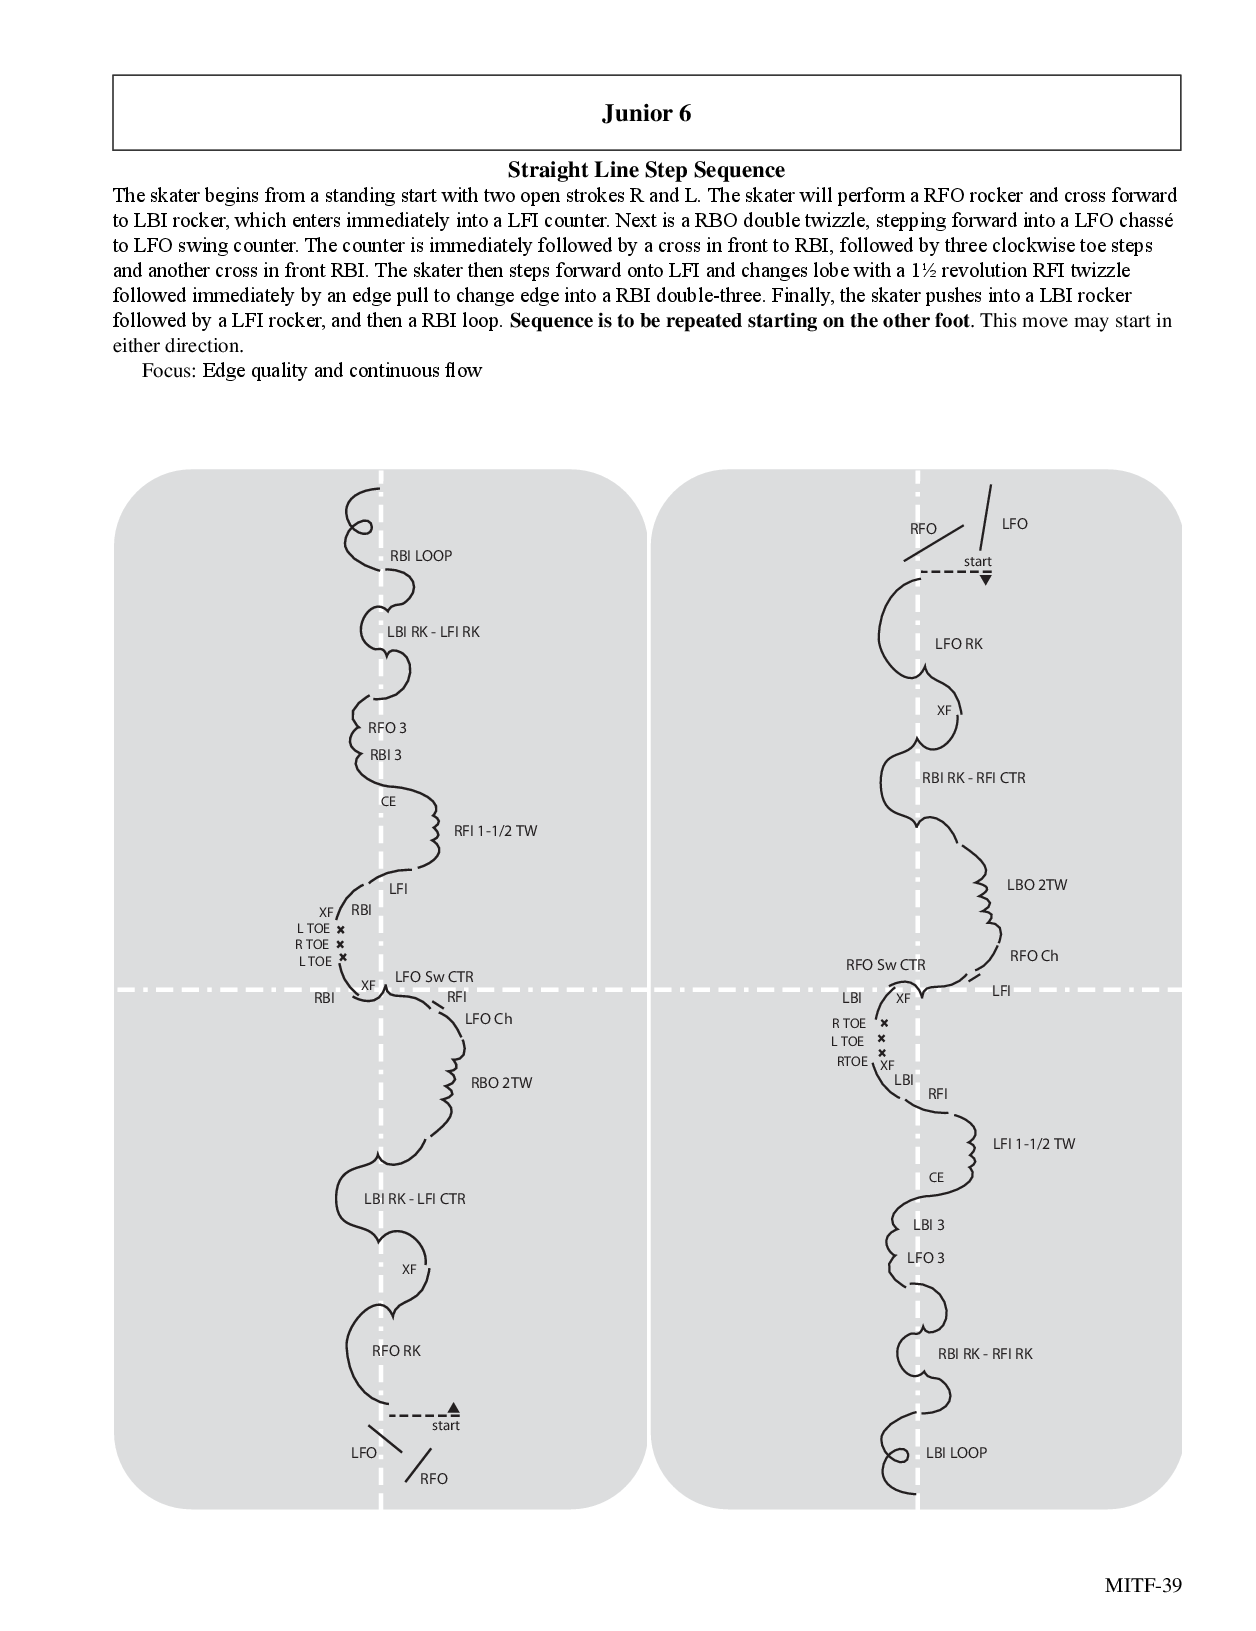 Junior 6
Straight Line Step Sequence
The skater begins from a standing start with two open strokes R and L. The skater will perform a RFO rocker and cross forward
to LBI rocker, which enters immediately into a LFI counter. Next is a RBO double twizzle, stepping forward into a LFO chassé
to LFO swing counter. The counter is immediately followed by a cross in front to RBI, followed by three clockwise toe steps
and another cross in front RBI. The skater then steps forward onto LFI and changes lobe with a 1½ revolution RFI twizzle
followed immediately by an edge pull to change edge into a RBI double-three. Finally, the skater pushes into a LBI rocker
followed by a LFI rocker, and then a RBI loop. Sequence is to be repeated starting on the other foot. This move may start in
either direction.
Focus: Edge quality and continuous flow
RBI LOOP
LBI RK - LFI RK
RFO 3
RBI 3
CE
RFI 1-1/2 TW
LFI
XF RBI
L TOE
R TOE
L TOE
XF LFO Sw CTR
RBI RFI
LFO Ch
RBO 2TW
LBI RK - LFI CTR
XF
RFO RK
start
LFO
RFO
RFO LFO
start
LFO RK
XF
RBI RK - RFI CTR
LBO 2TW
RFO Ch
RFO Sw CTR
LFI
LBI XF
R TOE
L TOE
RTOE XF
LBI
RFI
LFI 1-1/2 TW
CE
LBI 3
LFO 3
RBI RK - RFI RK
LBI LOOP
MITF-39